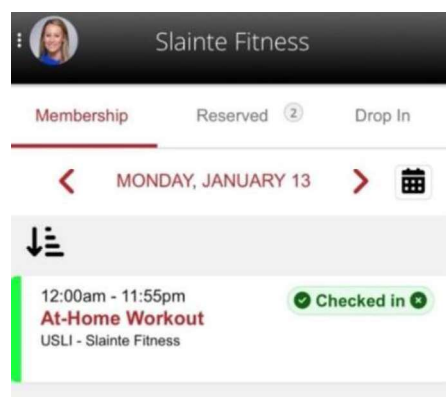 Slainte Fitness
Membership
Reserved 2
Drop In
MONDAY, JANUARY 13
12:00am - 11:55pm
Checked in
At-Home Workout
USLI - Slainte Fitness